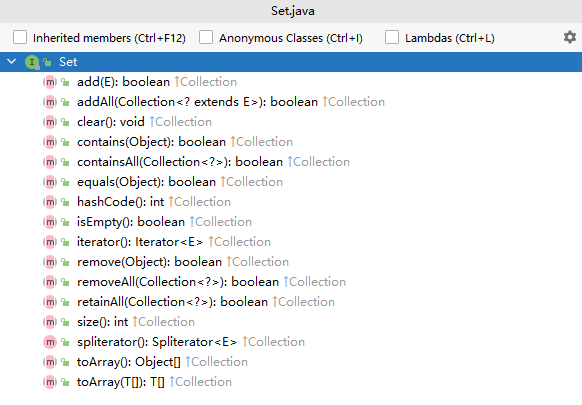 Set.java
Inherited members (Ctrl+F12) Anonymous Classes (Ctrl+I) Lambdas (Ctrl+L)
I Set
m add(E): boolean ↑Collection
m addAll(Collection<? extends E>): boolean ↑Collection
m clear(): void ↑Collection
m contains(Object): boolean ↑Collection
m containsAll(Collection<?>): boolean ↑Collection
m equals(Object): boolean ↑Collection
m hashCode(): int ↑Collection
m isEmpty(): boolean ↑Collection
m iterator(): Iterator<E> ↑Collection
m remove(Object): boolean ↑Collection
m removeAll(Collection<?>): boolean ↑Collection
m retainAll(Collection<?>): boolean ↑Collection
m size(): int ↑Collection
m spliterator(): Spliterator<E> ↑Collection
m toArray(): Object[] ↑Collection
m toArray(T[]): T[] ↑Collection